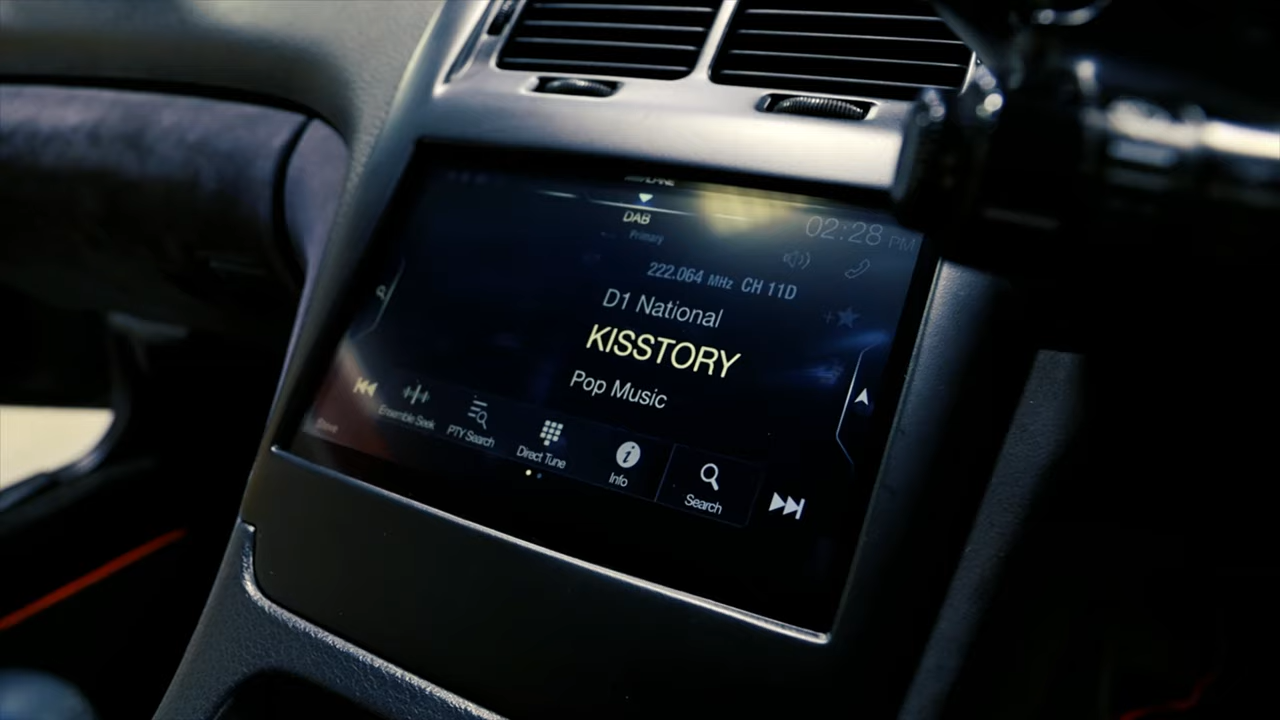 DAB
Primary
02:28 PM
222.064 MHz CH 11D
D1 National
KISSTORY
Pop Music
Ensemble Seek
PTY Search
Direct Tune
Info
Search